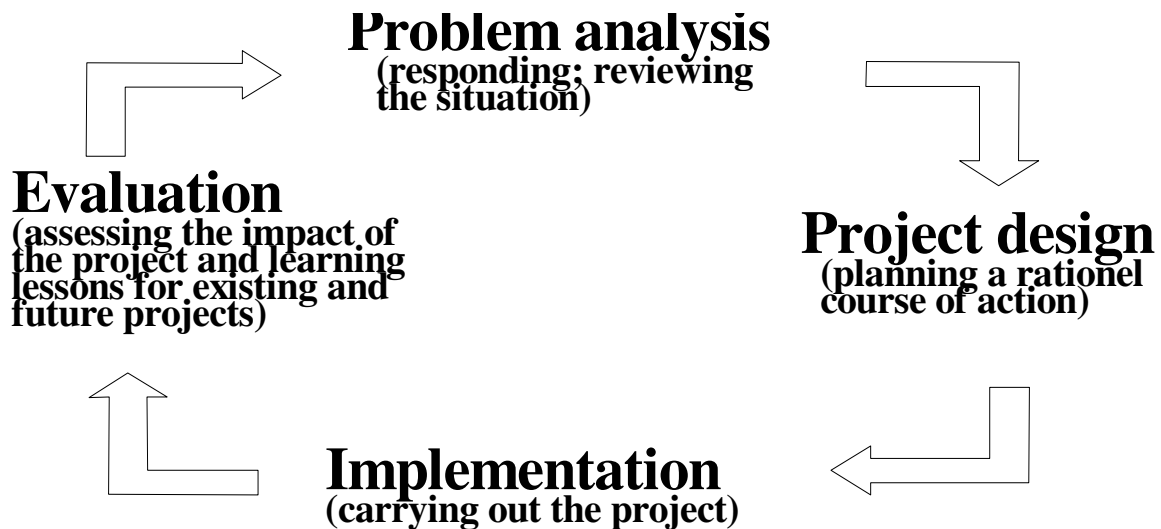 Problem analysis
(responding; reviewing
the situation)
Evaluation
(assessing the impact of
the project and learning
lessons for existing and
future projects)
Project design
(planning a rationel
course of action)
Implementation
(carrying out the project)